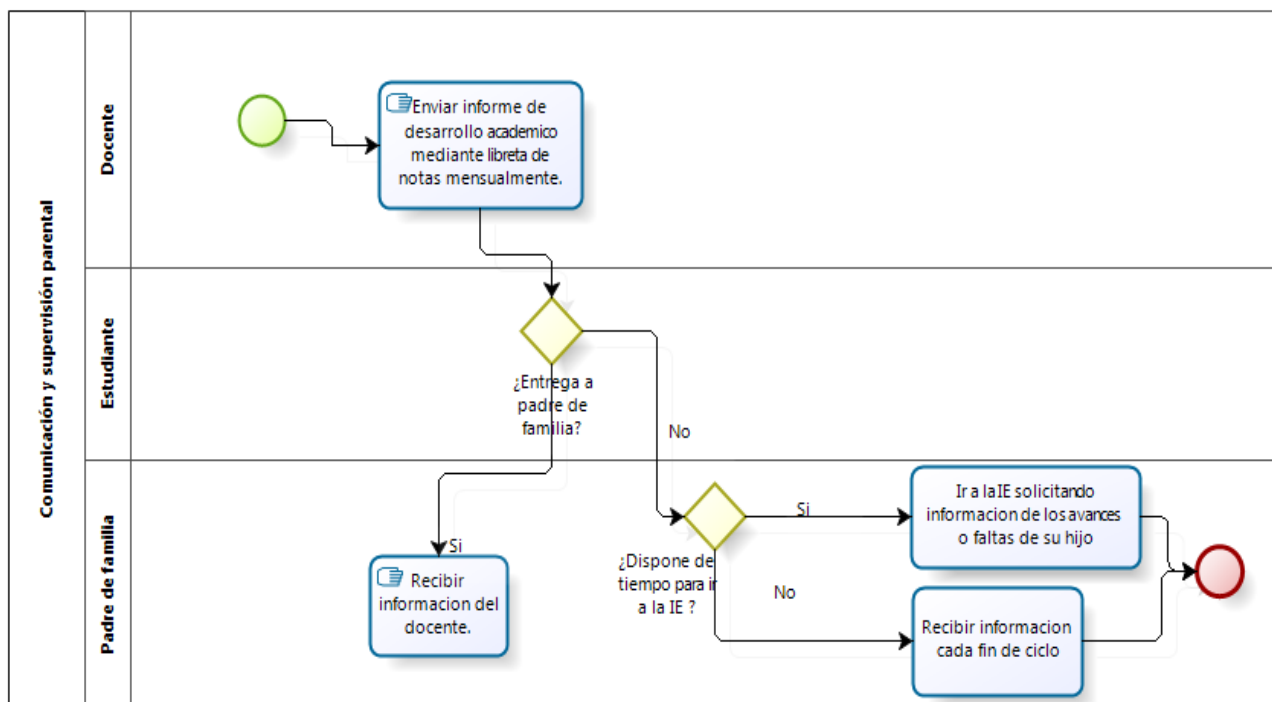 Comunicación y supervisión parental
Docente
Enviar informe de
desarrollo academico
mediante libreta de
notas mensualmente.
Estudiante
¿Entrega a
padre de
familia?
No
Padre de familia
Si
Recibir
informacion del
docente.
¿Dispone de
tiempo para ir
a la IE ?
Si
No
Ir a la IE solicitando
informacion de los avances
o faltas de su hijo
Recibir informacion
cada fin de ciclo